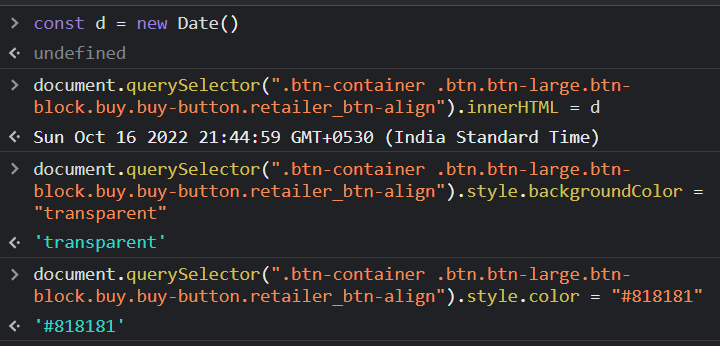 const d = new Date()
undefined
document.querySelector(".btn-container .btn.btn-large.btn-
block.buy.buy-button.retailer_btn-align").innerHTML = d
Sun Oct 16 2022 21:44:59 GMT+0530 (India Standard Time)
document.querySelector(".btn-container .btn.btn-large.btn-
block.buy.buy-button.retailer_btn-align").style.backgroundColor =
"transparent"
'transparent'
document.querySelector(".btn-container .btn.btn-large.btn-
block.buy.buy-button.retailer_btn-align").style.color = "#818181"
'#818181'